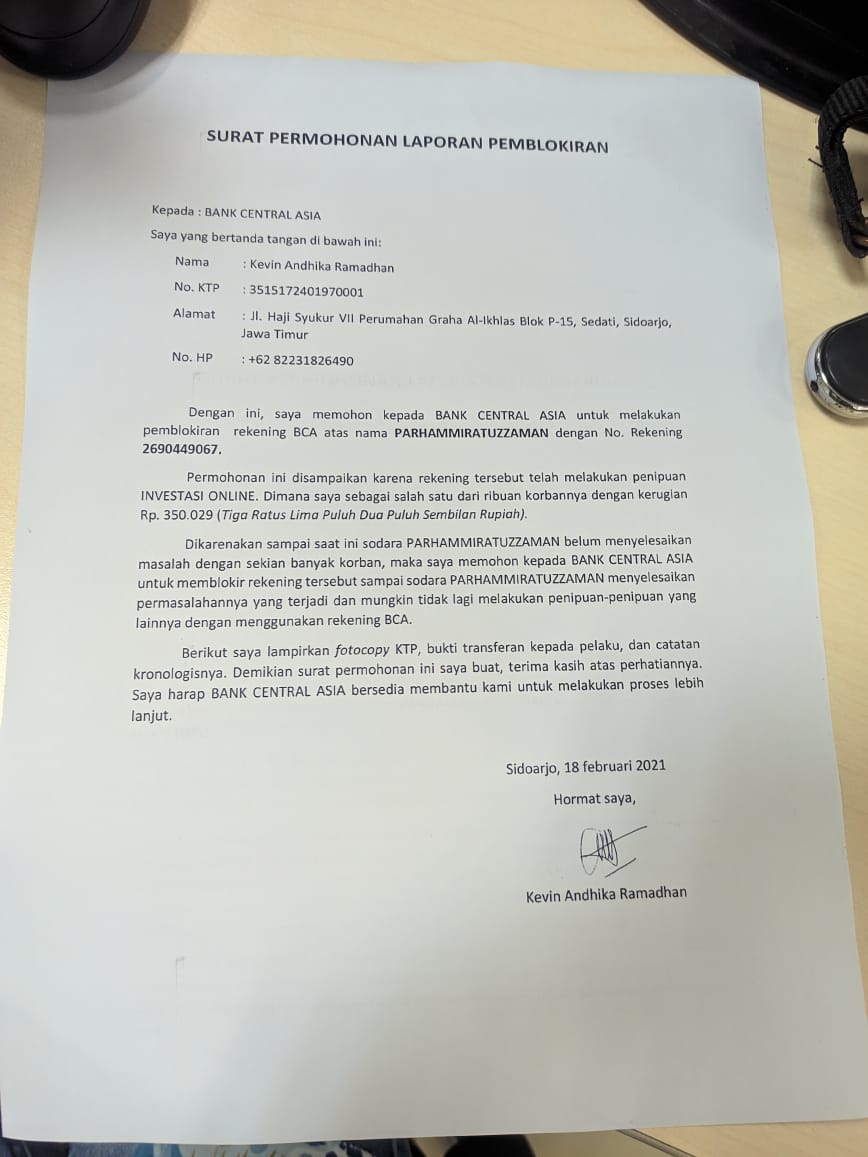 SURAT PERMOHONAN LAPORAN PEMBLOKIRAN
Kepada : BANK CENTRAL ASIA
Saya yang bertanda tangan di bawah ini:
Nama : Kevin Andhika Ramadhan
No. KTP : 3515172401970001
Alamat : Jl. Haji Syukur VII Perumahan Graha Al-Ikhlas Blok P-15, Sedati, Sidoarjo,
Jawa Timur
No. HP : +62 82231826490
Dengan ini, saya memohon kepada BANK CENTRAL ASIA untuk melakukan
pemblokiran rekening BCA atas nama PARHAMMIRATUZZAMAN dengan No. Rekening
2690449067.
Permohonan ini disampaikan karena rekening tersebut telah melakukan penipuan
INVESTASI ONLINE. Dimana saya sebagai salah satu dari ribuan korbannya dengan kerugian
Rp. 350.029 (Tiga Ratus Lima Puluh Dua Puluh Sembilan Rupiah).
Dikarenakan sampai saat ini sodara PARHAMMIRATUZZAMAN belum menyelesaikan
masalah dengan sekian banyak korban, maka saya memohon kepada BANK CENTRAL ASIA
untuk memblokir rekening tersebut sampai sodara PARHAMMIRATUZZAMAN menyelesaikan
permasalahannya yang terjadi dan mungkin tidak lagi melakukan penipuan-penipuan yang
lainnya dengan menggunakan rekening BCA.
Berikut saya lampirkan fotocopy KTP, bukti transferan kepada pelaku, dan catatan
kronologisnya. Demikian surat permohonan ini saya buat, terima kasih atas perhatiannya.
Saya harap BANK CENTRAL ASIA bersedia membantu kami untuk melakukan proses lebih
lanjut.
Sidoarjo, 18 februari 2021
Hormat saya,
Kevin Andhika Ramadhan